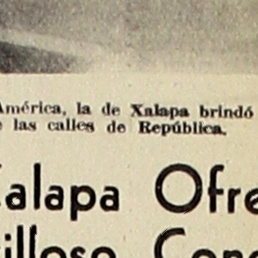 América, la de Xalapa brindó
las calles de República.
Xalapa Ofre